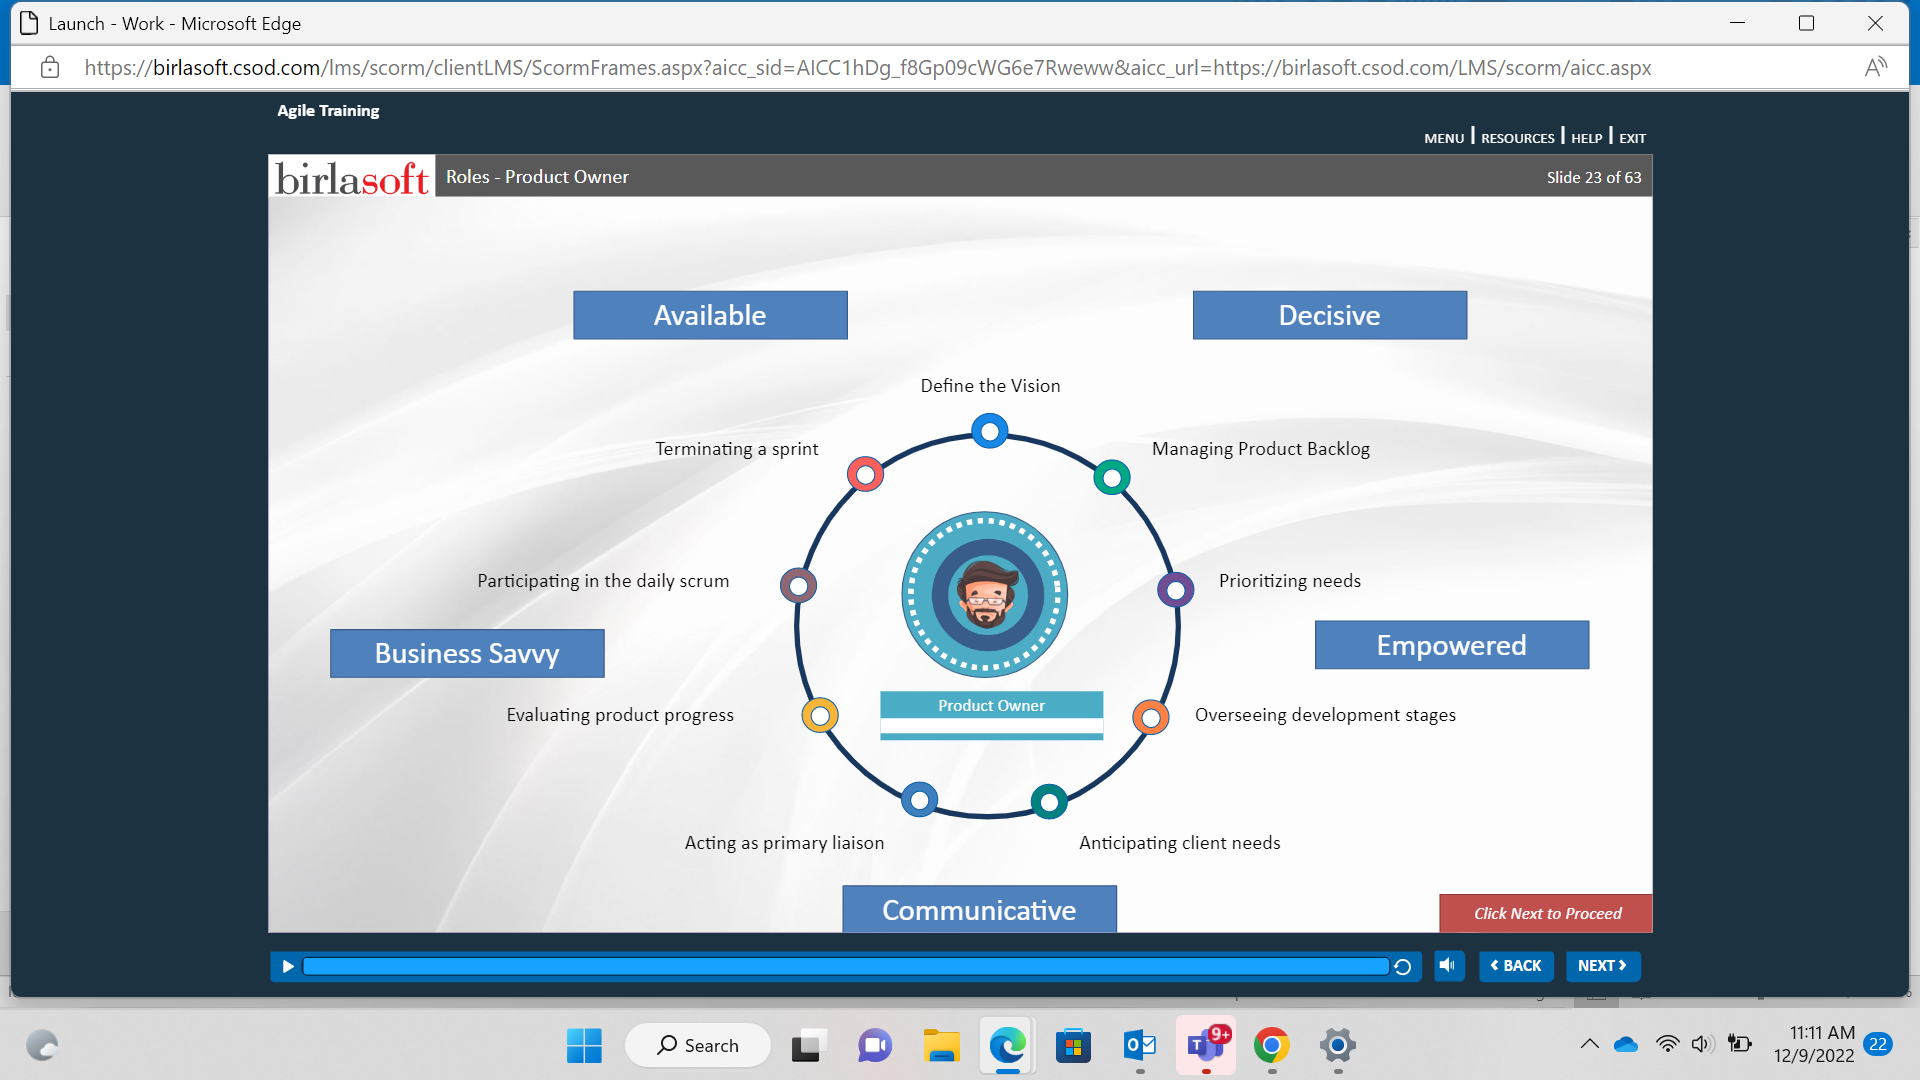 Launch - Work - Microsoft Edge
https://birlasoft.csod.com/lms/scorm/clientLMS/ScormFrames.aspx?aicc_sid=AICC1hDg_f8Gp09cWG6e7Rweww&aicc_url=https://birlasoft.csod.com/LMS/scorm/aicc.aspx
Agile Training
MENU | RESOURCES | HELP | EXIT
birlasoft Roles - Product Owner Slide 23 of 63
Available Decisive
Define the Vision
Terminating a sprint Managing Product Backlog
Participating in the daily scrum Prioritizing needs
Business Savvy Empowered
Product Owner
Evaluating product progress Overseeing development stages
Acting as primary liaison Anticipating client needs
Communicative
Click Next to Proceed
BACK NEXT
Search
9+
11:11 AM
12/9/2022
22